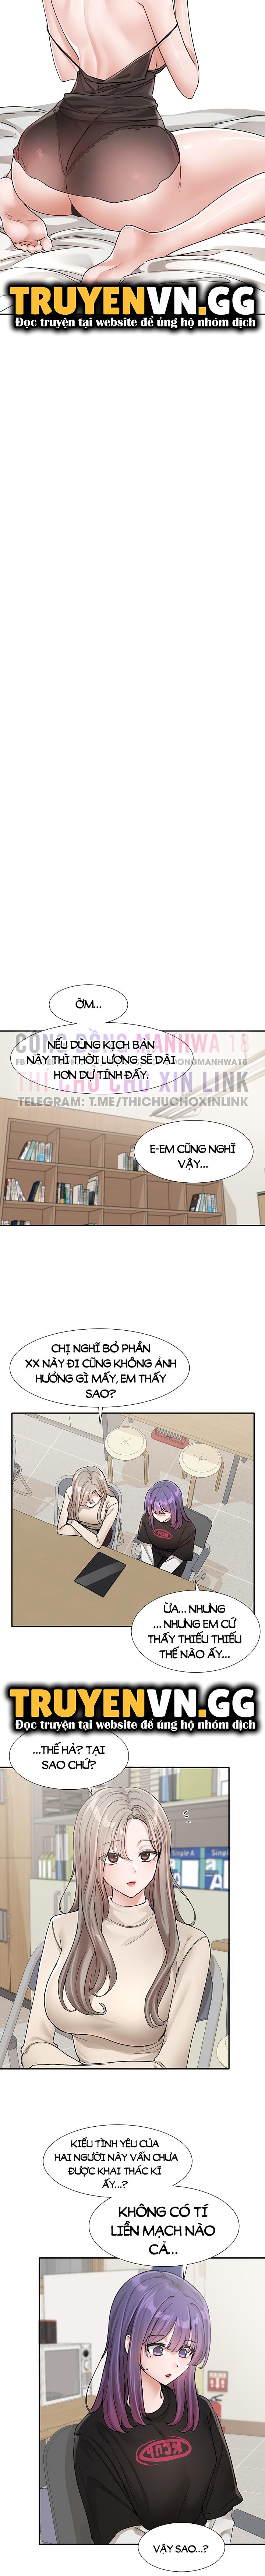 TRUYENVN.GG
Đọc truyện tại website để ủng hộ nhóm dịch
ỜM...
CỘNG ĐỒNG MANHWA 18
NẾU DÙNG KỊCH BẢN
NÀY THÌ THỜI LƯỢNG SẼ DÀI
HƠN DỰ TÍNH ĐẤY.
THÍCH CHỊCH CHO XIN LINK
TELEGRAM: T.ME/THICHUCHOXINLINK
E-EM CŨNG NGHĨ
VẬY...
CHỊ NGHĨ BỎ PHẦN
XX NÀY ĐI CŨNG KHÔNG ẢNH
HƯỞNG GÌ MẤY, EM THẤY
SAO?
ỪA... NHƯNG
... NHƯNG EM CỨ
THẤY THIẾU THIẾU
THẾ NÀO ẤY...
TRUYENVN.GG
Đọc truyện tại website để ủng hộ nhóm dịch
...THẾ HẢ? TẠI
SAO CHỨ?
Simple A
Simple
KIỂU TÌNH YÊU CỦA
HAI NGƯỜI NÀY VẪN CHƯA
ĐƯỢC KHAI THÁC KĨ
ẤY...?
KHÔNG CÓ TÍ
LIỀN MẠCH NÀO
CẢ...
VẬY SAO...?